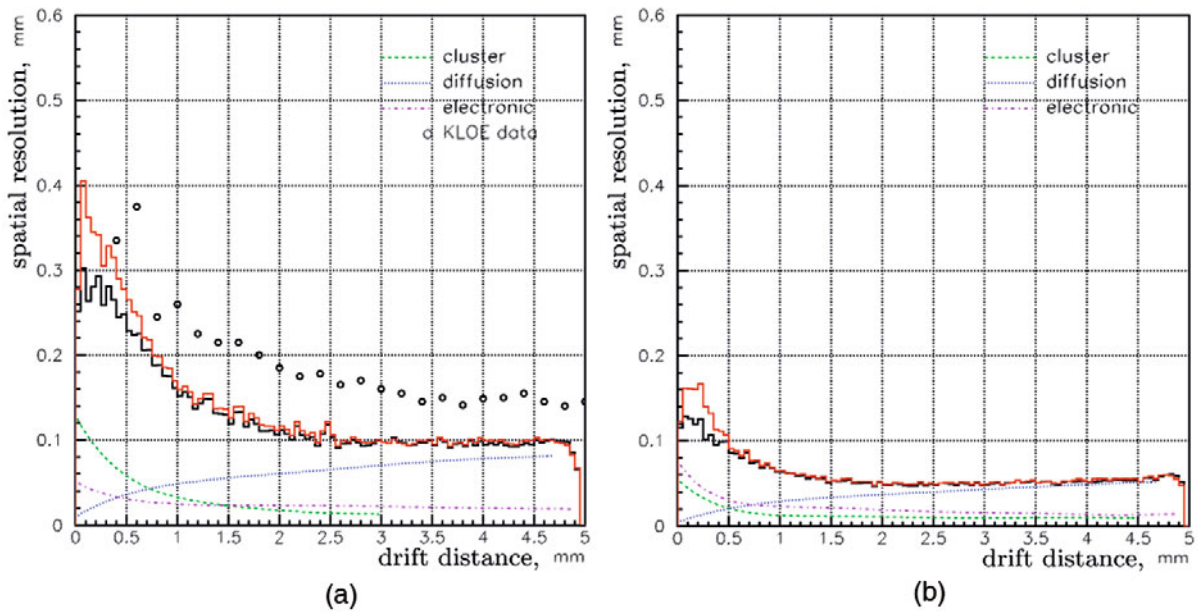 spatial resolution, mm
0.6
0.5
0.4
0.3
0.2
0.1
0
cluster
diffusion
electronic
KLOE data
0 0.5 1 1.5 2 2.5 3 3.5 4 4.5 5
drift distance, mm
(a)
spatial resolution, mm
0.6
0.5
0.4
0.3
0.2
0.1
0
cluster
diffusion
electronic
0 0.5 1 1.5 2 2.5 3 3.5 4 4.5 5
drift distance, mm
(b)